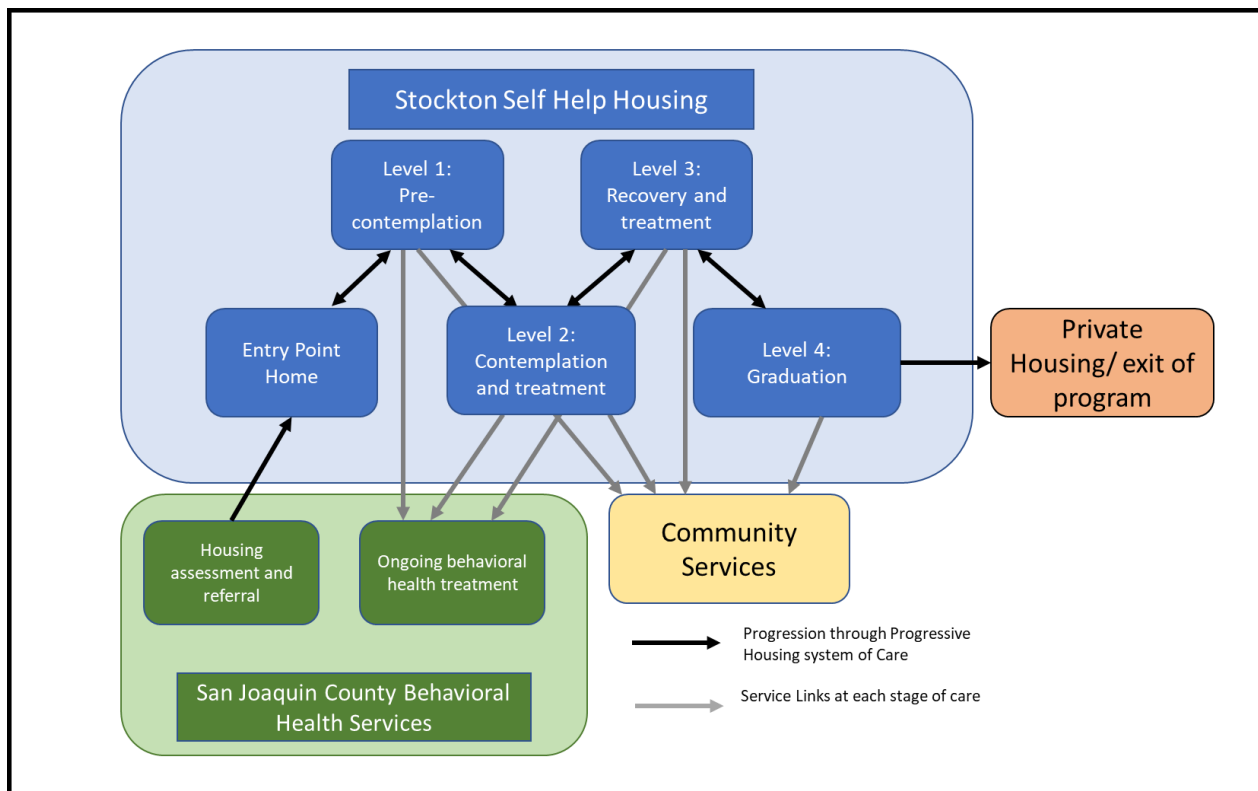 Stockton Self Help Housing
Level 1:
Pre-
contemplation
Level 3:
Recovery and
treatment
Entry Point
Home
Level 2:
Contemplation
and treatment
Level 4:
Graduation
Private
Housing/ exit of
program
Housing
assessment and
referral
Ongoing behavioral
health treatment
Community
Services
San Joaquin County Behavioral
Health Services
Progression through Progressive
Housing system of Care
Service Links at each stage of care